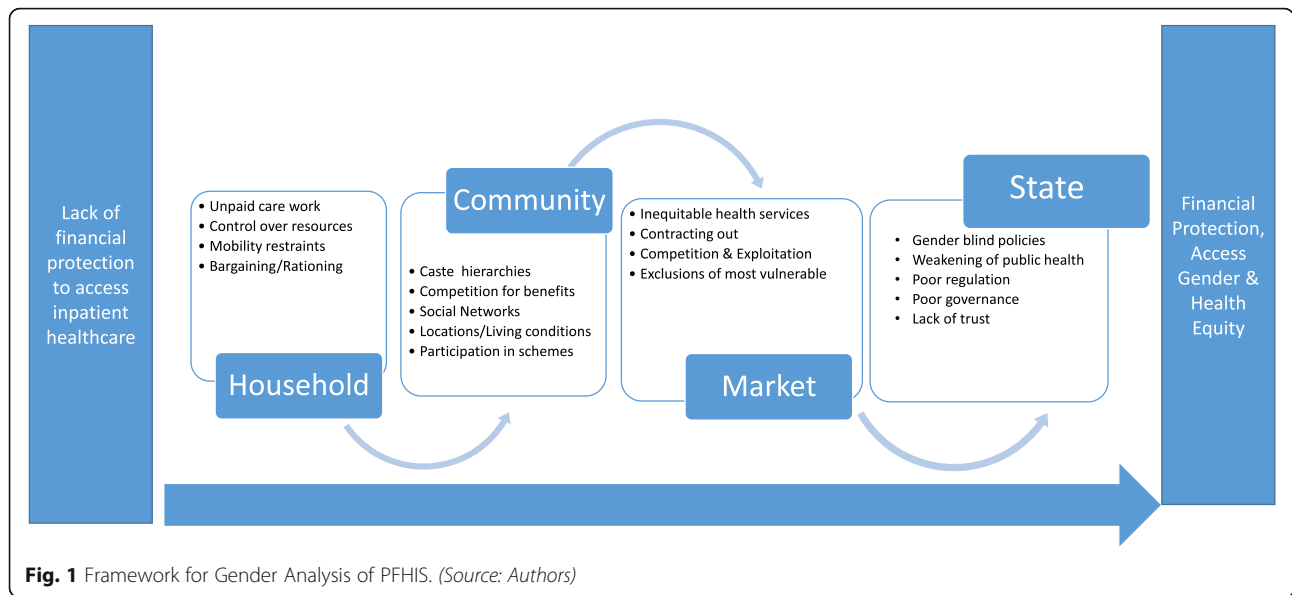 Lack of
financial
protection
to access
inpatient
healthcare
• Unpaid care work
• Control over resources
• Mobility restraints
• Bargaining/Rationing
Household
Community
• Caste hierarchies
• Competition for benefits
• Social Networks
• Locations/Living conditions
• Participation in schemes
• Inequitable health services
• Contracting out
• Competition & Exploitation
• Exclusions of most vulnerable
Market
State
• Gender blind policies
• Weakening of public health
• Poor regulation
• Poor governance
• Lack of trust
Financial
Protection,
Access
Gender &
Health
Equity
Fig. 1 Framework for Gender Analysis of PFHIS. (Source: Authors)